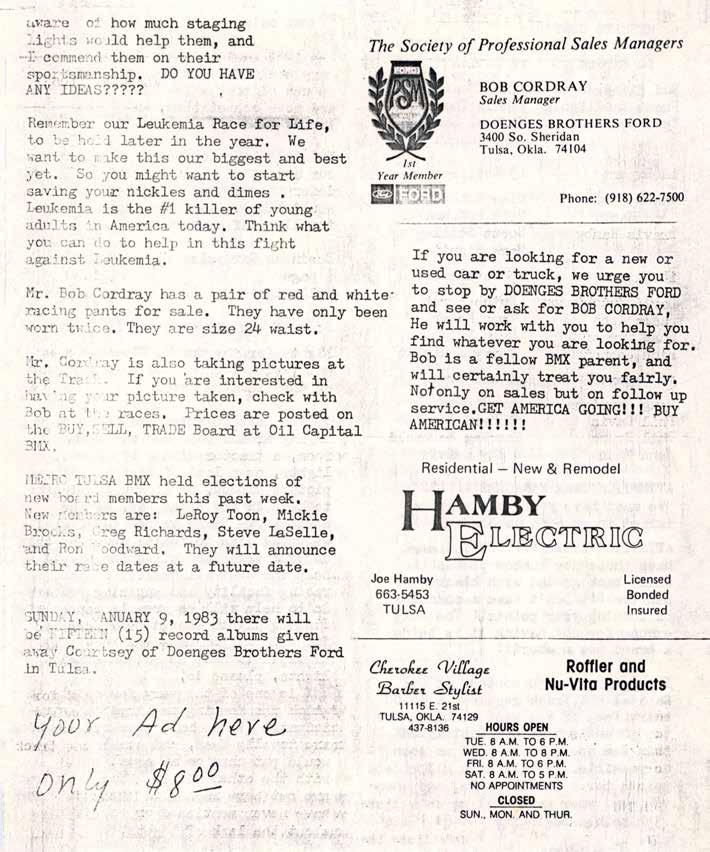 aware of how much staging
lights would help them, and
I commend them on their
sportsmanship. DO YOU HAVE
ANY IDEAS?????
Remember our Leukemia Race for Life,
to be held later in the year. We
want to make this our biggest and best
yet. So you might want to start
saving your nickles and dimes .
Leukemia is the #1 killer of young
adults in America today. Think what
you can do to help in this fight
against Leukemia.
Mr. Bob Cordray has a pair of red and white
racing pants for sale. They have only been
worn twice. They are size 24 waist.
Mr. Cordray is also taking pictures at
the Track. If you are interested in
having your picture taken, check with
Bob at the races. Prices are posted on
the BUY,SELL, TRADE Board at Oil Capital
BMX.
METRO TULSA BMX held elections of
new board members this past week.
New members are: LeRoy Toon, Mickie
Brooks, Greg Richards, Steve LaSelle,
and Ron Woodward. They will announce
their race dates at a future date.
SUNDAY, JANUARY 9, 1983 there will
be FIFTEEN (15) record albums given
away Courtsey of Doenges Brothers Ford
in Tulsa.
Your Ad here
only $8 00
The Society of Professional Sales Managers
FORD
PSM
1st
Year Member
Ford FORD
BOB CORDRAY
Sales Manager
DOENGES BROTHERS FORD
3400 So. Sheridan
Tulsa, Okla. 74104
Phone: (918) 622-7500
If you are looking for a new or
used car or truck, we urge you
to stop by DOENGES BROTHERS FORD
and see or ask for BOB CORDRAY,
He will work with you to help you
find whatever you are looking for.
Bob is a fellow BMX parent, and
will certainly treat you fairly.
Not only on sales but on follow up
service.GET AMERICA GOING!!! BUY
AMERICAN!!!!!!
Residential – New & Remodel
HAMBY
ELECTRIC
Joe Hamby
663-5453
TULSA
Licensed
Bonded
Insured
Cherokee Village
Barber Stylist
11115 E. 21st
TULSA, OKLA. 74129
437-8136
Roffler and
Nu-Vita Products
HOURS OPEN
TUE. 8 A.M. TO 6 P.M.
WED. 8 A.M. TO 8 P.M.
FRI. 8 A.M. TO 6 P.M.
SAT. 8 A.M. TO 5 P.M.
NO APPOINTMENTS
CLOSED
SUN., MON. AND THUR.